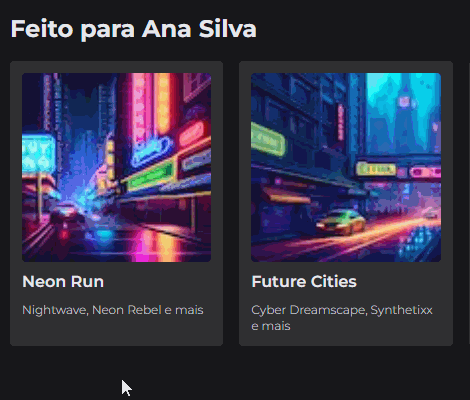 Feito para Ana Silva
Neon Run
Nightwave, Neon Rebel e mais
Future Cities
Cyber Dreamscape, Synthetixx
e mais